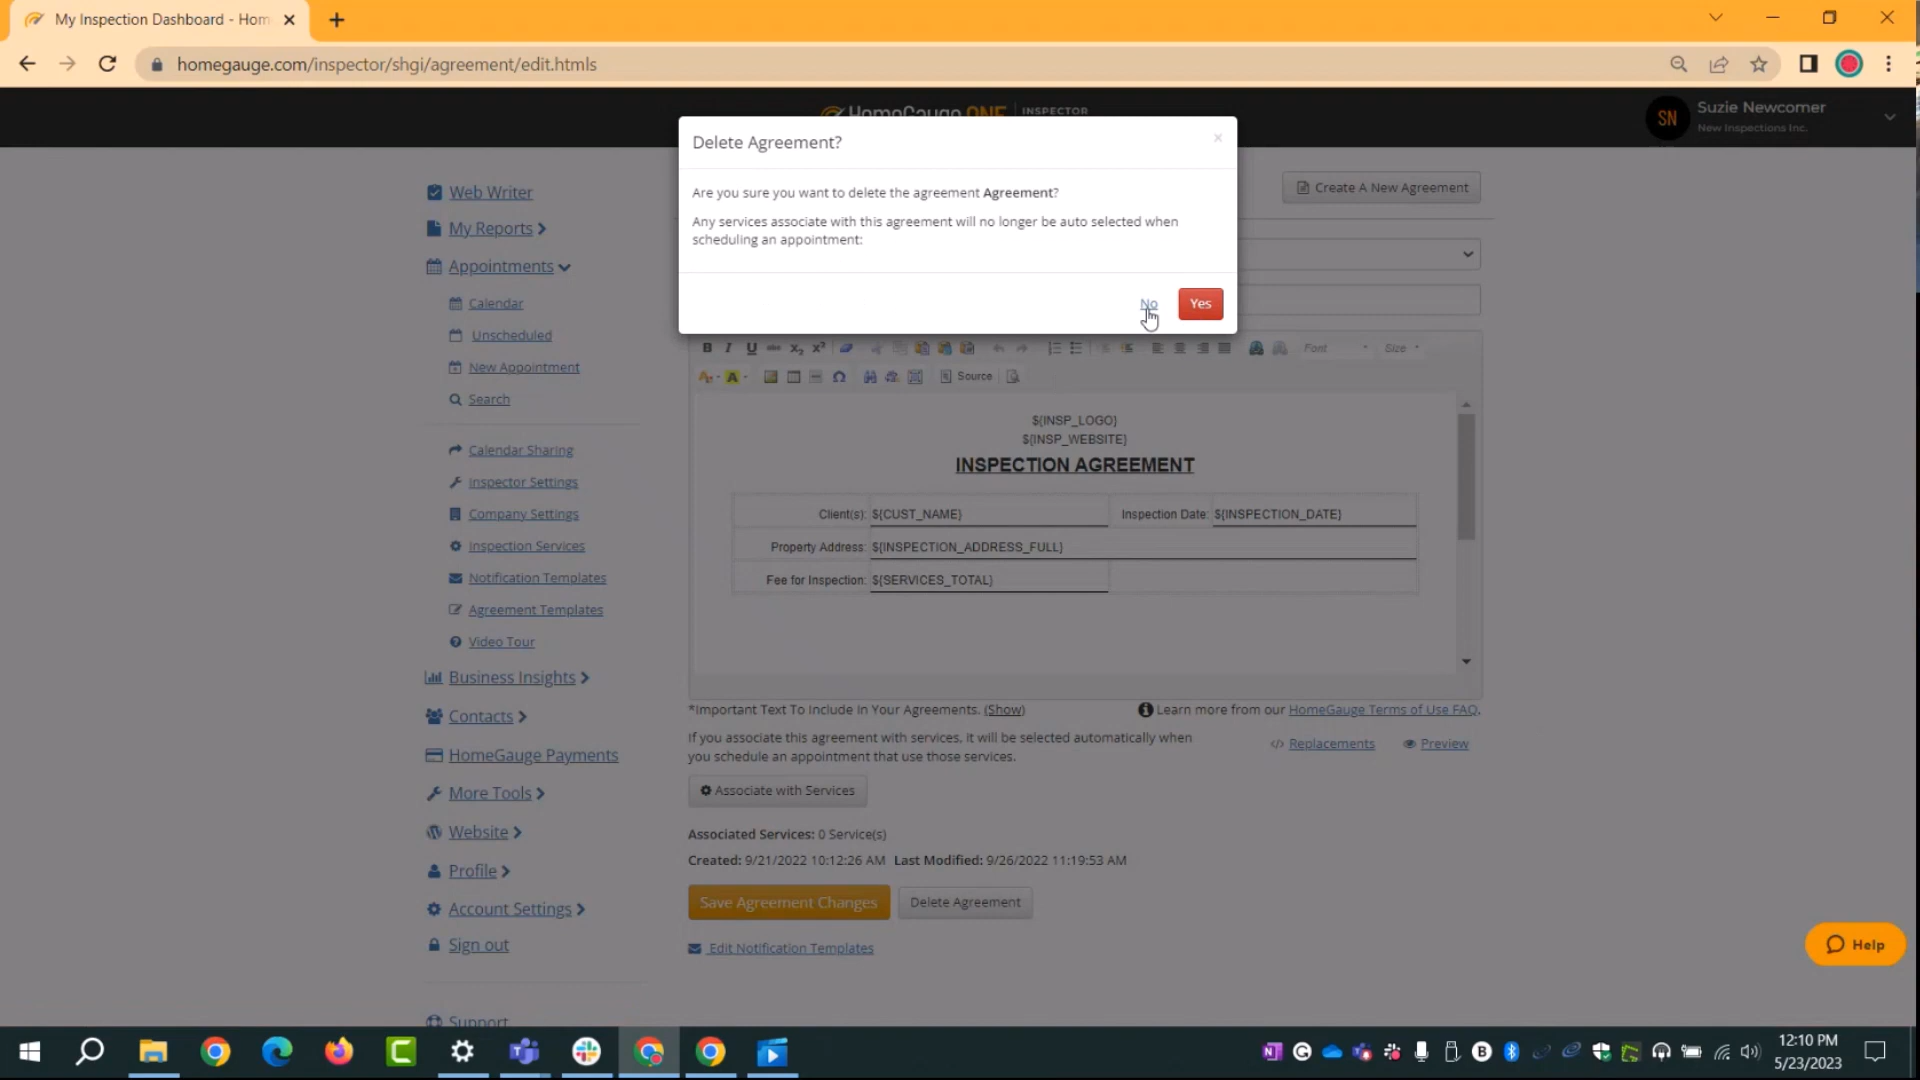 My Inspection Dashboard - Hom
homegauge.com/inspector/shgi/agreement/edit.htmls
HomeGauge ONE INSPECTOR
SN
Suzie Newcomer
New Inspections Inc.
Web Writer
My Reports
Appointments
Calendar
Unscheduled
New Appointment
Search
Calendar Sharing
Inspector Settings
Company Settings
Inspection Services
Notification Templates
Agreement Templates
Video Tour
Business Insights
Contacts
HomeGauge Payments
More Tools
Website
Profile
Account Settings
Sign out
Support
Create A New Agreement
Delete Agreement?
×
Are you sure you want to delete the agreement Agreement?
Any services associate with this agreement will no longer be auto selected when
scheduling an appointment:
No
Yes
B I U abc X₂ X² Font Size
A A Ω Source
${INSP_LOGO}
${INSP_WEBSITE}
INSPECTION AGREEMENT
Client(s): ${CUST_NAME} Inspection Date: ${INSPECTION_DATE}
Property Address: ${INSPECTION_ADDRESS_FULL}
Fee for Inspection: ${SERVICES_TOTAL}
*Important Text To Include In Your Agreements. (Show)
Learn more from our HomeGauge Terms of Use FAQ.
If you associate this agreement with services, it will be selected automatically when
you schedule an appointment that use those services.
Replacements
Preview
Associate with Services
Associated Services: 0 Service(s)
Created: 9/21/2022 10:12:26 AM Last Modified: 9/26/2022 11:19:53 AM
Save Agreement Changes
Delete Agreement
Edit Notification Templates
Help
12:10 PM
5/23/2023